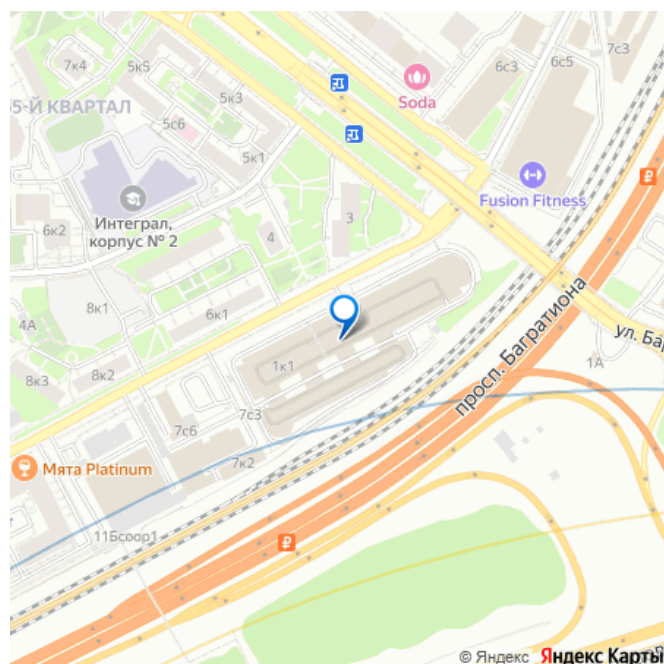 7к4
5к5
6с3
6с5
7с3
Soda
5к3
35-Й КВАРТАЛ
5с6
5к1
Fusion Fitness
Интеграл,
корпус № 2
3
6к2
4
8к1
просп. Багратиона
6к1
4А
ул. Бар
1А
1к1
8к3
8к2
7с3
7с6
Мята Platinum
7к2
11Бсоор1
© Яндекс Яндекс Карты